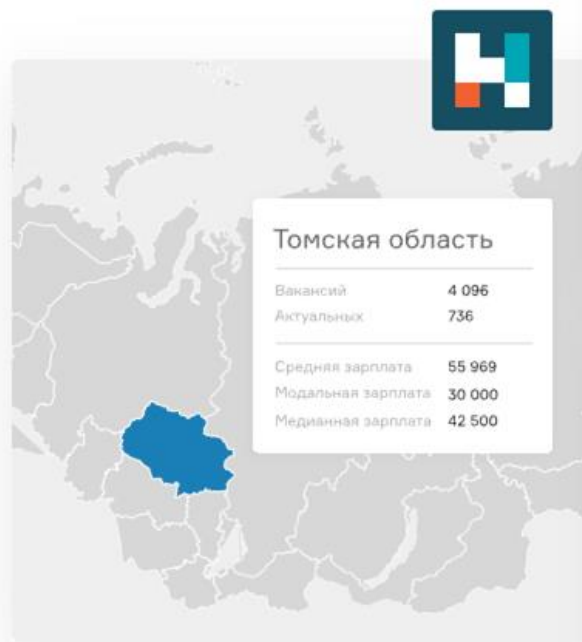 Томская область
Вакансий 4 096
Актуальных 736
Средняя зарплата 55 969
Модальная зарплата 30 000
Медианная зарплата 42 500